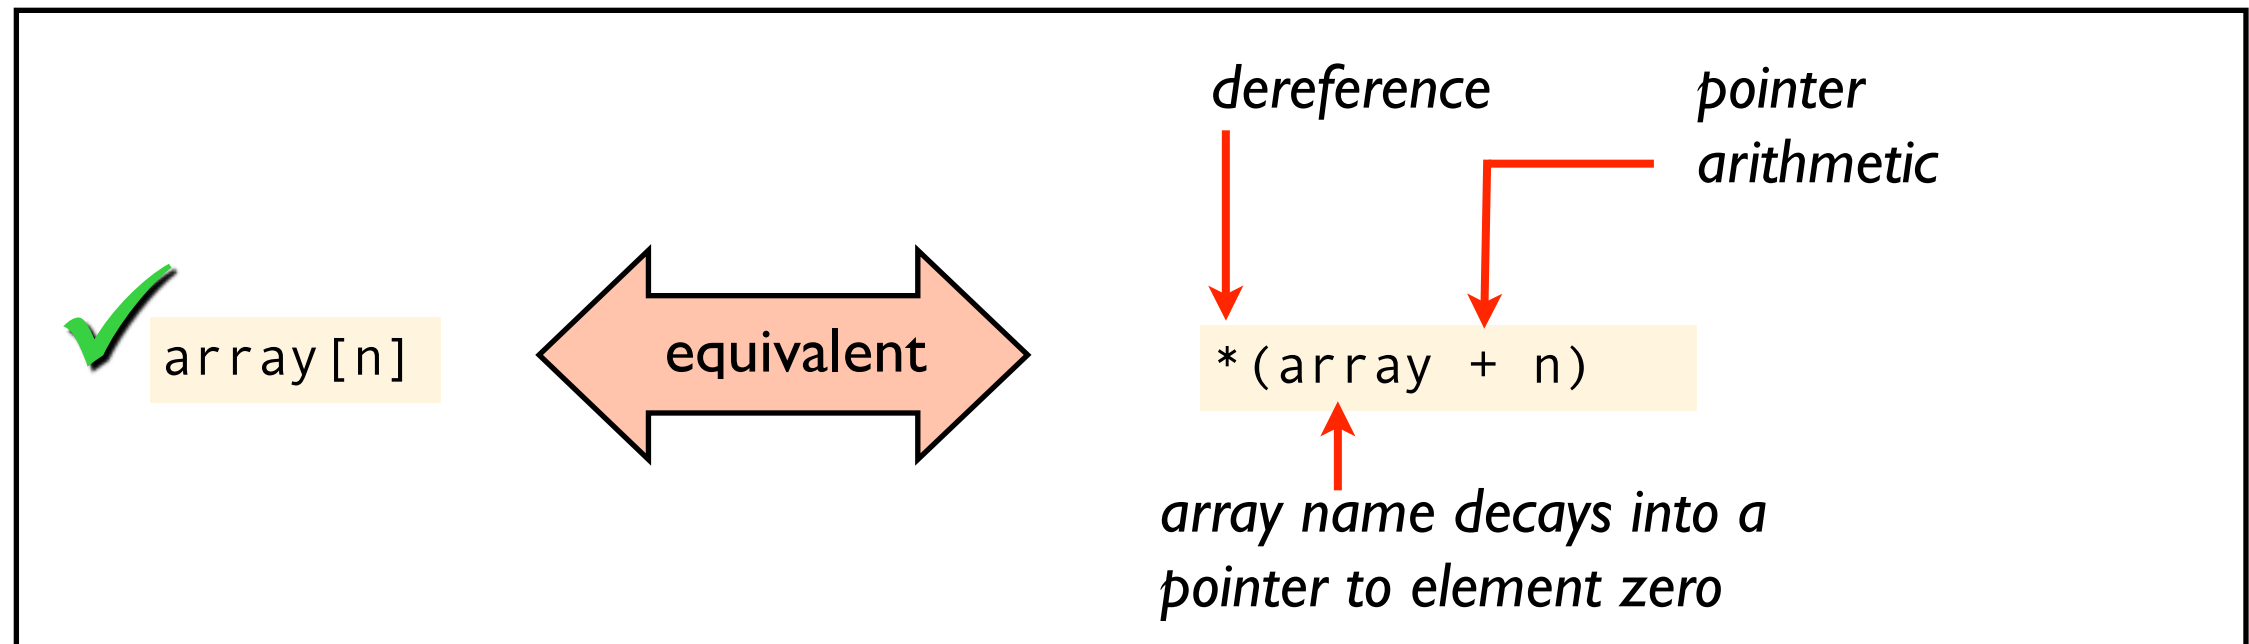 dereference
pointer
arithmetic
array[n]
equivalent
*(array + n)
array name decays into a
pointer to element zero